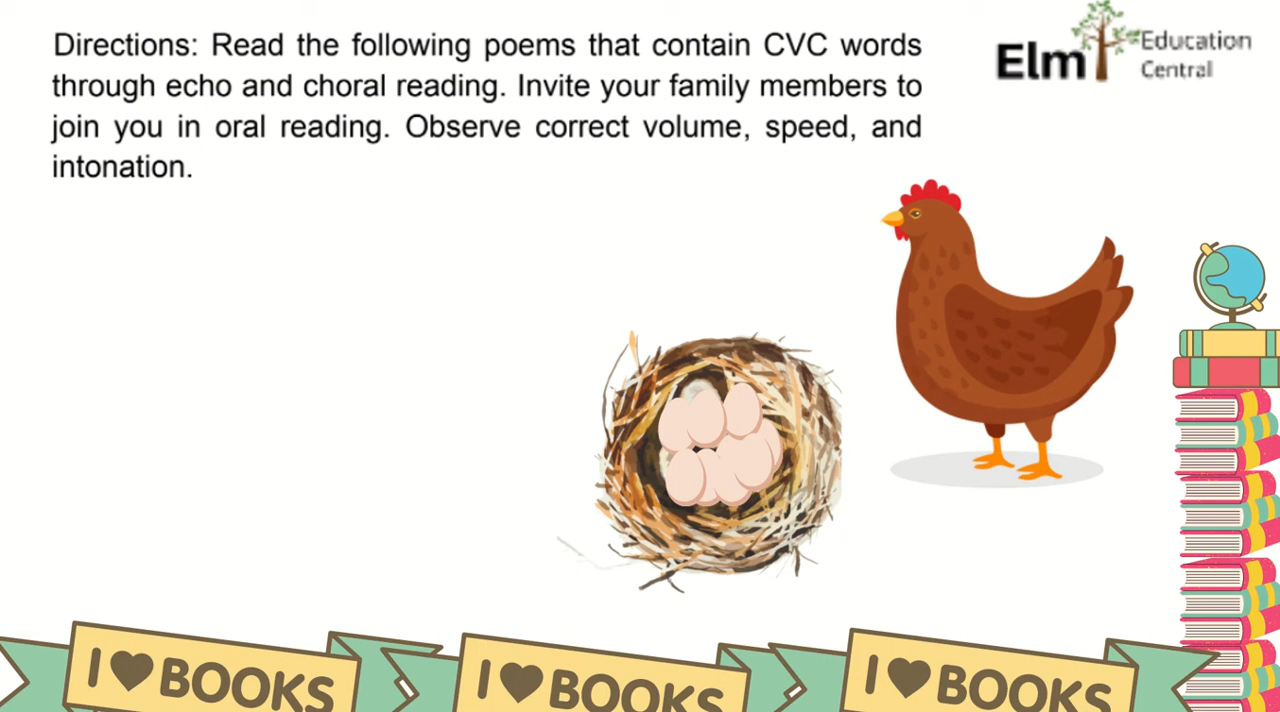 Directions: Read the following poems that contain CVC words
through echo and choral reading. Invite your family members to
join you in oral reading. Observe correct volume, speed, and
intonation.
Elm Education
Central
I ♥ BOOKS
I ♥ BOOKS
I ♥ BOOKS